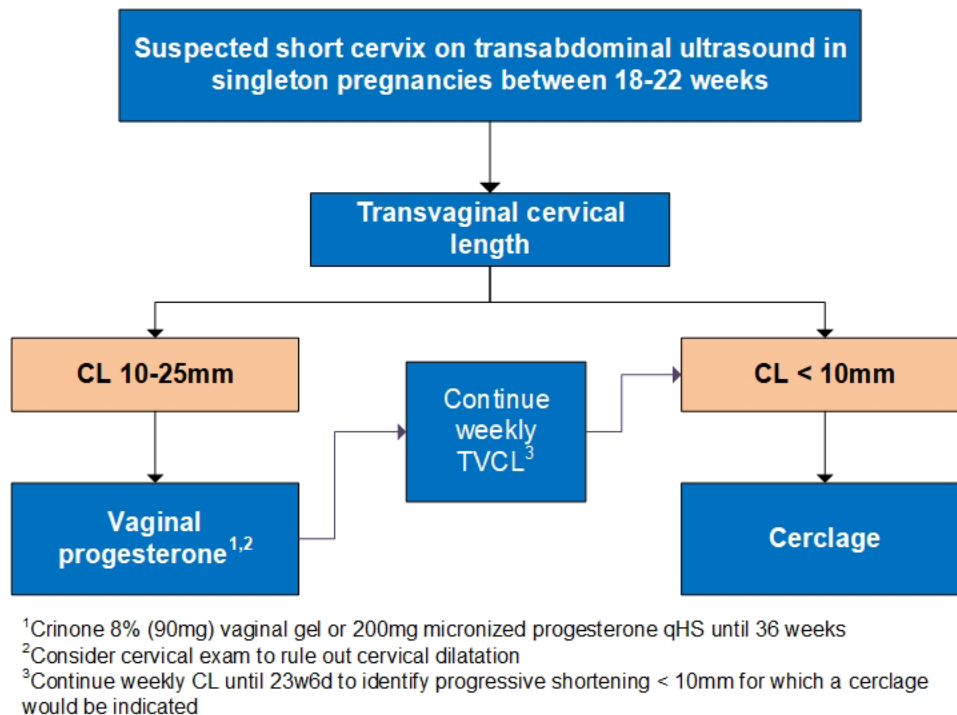 Suspected short cervix on transabdominal ultrasound in
singleton pregnancies between 18-22 weeks
Transvaginal cervical
length
CL 10-25mm
Continue
weekly
TVCL³
CL < 10mm
Vaginal
progesterone¹,²
Cerclage
¹Crinone 8% (90mg) vaginal gel or 200mg micronized progesterone qHS until 36 weeks
²Consider cervical exam to rule out cervical dilatation
³Continue weekly CL until 23w6d to identify progressive shortening < 10mm for which a cerclage
would be indicated